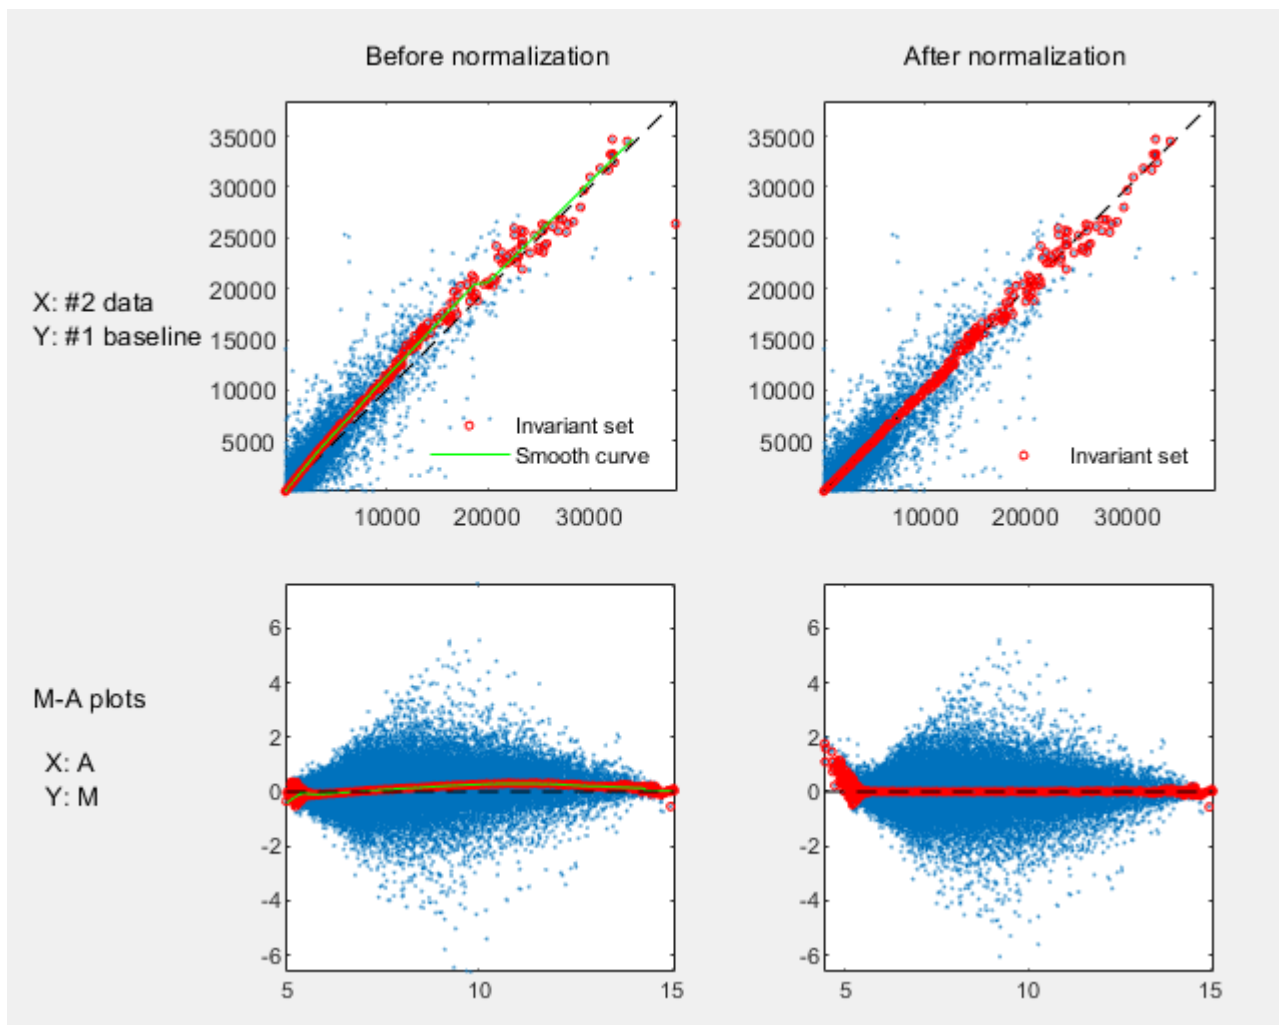 Before normalization
After normalization
35000
30000
25000
20000
15000
10000
5000
10000 20000 30000
Invariant set
Smooth curve
35000
30000
25000
20000
15000
10000
5000
10000 20000 30000
Invariant set
X: #2 data
Y: #1 baseline
M-A plots
X: A
Y: M
6
4
2
0
-2
-4
-6
5 10 15
6
4
2
0
-2
-4
-6
5 10 15